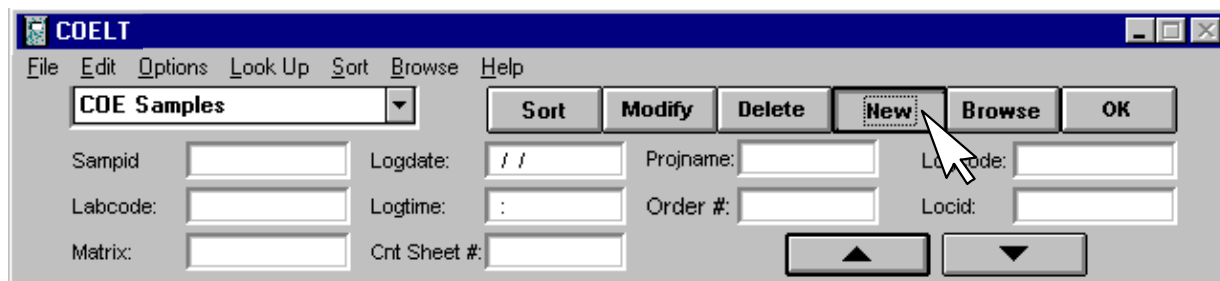 COELT
File Edit Options Look Up Sort Browse Help
COE Samples Sort Modify Delete New Browse OK
Sampid Logdate: / / Projname:
Labcode: Logtime: : Order #: Locid:
Matrix: Cnt Sheet #: